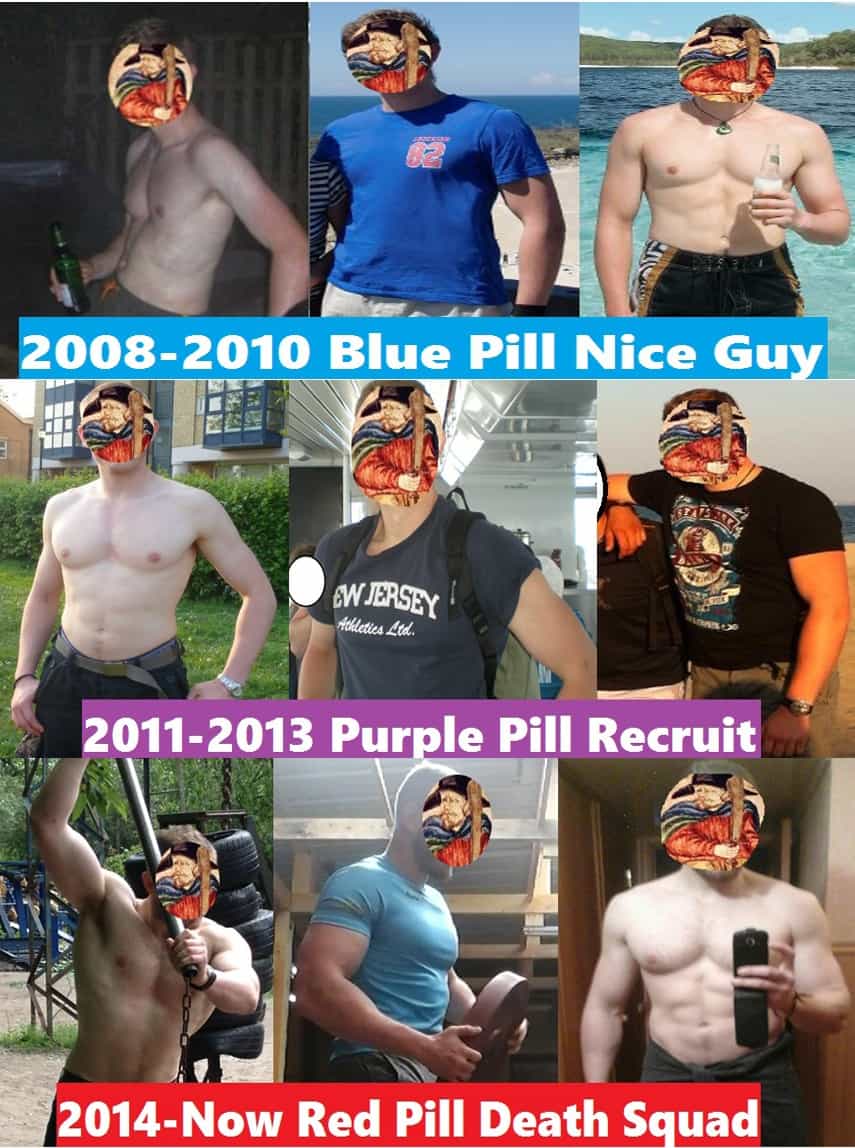 62
2008-2010 Blue Pill Nice Guy
EW JERSEY
Athletics Ltd.
2011-2013 Purple Pill Recruit
2014-Now Red Pill Death Squad